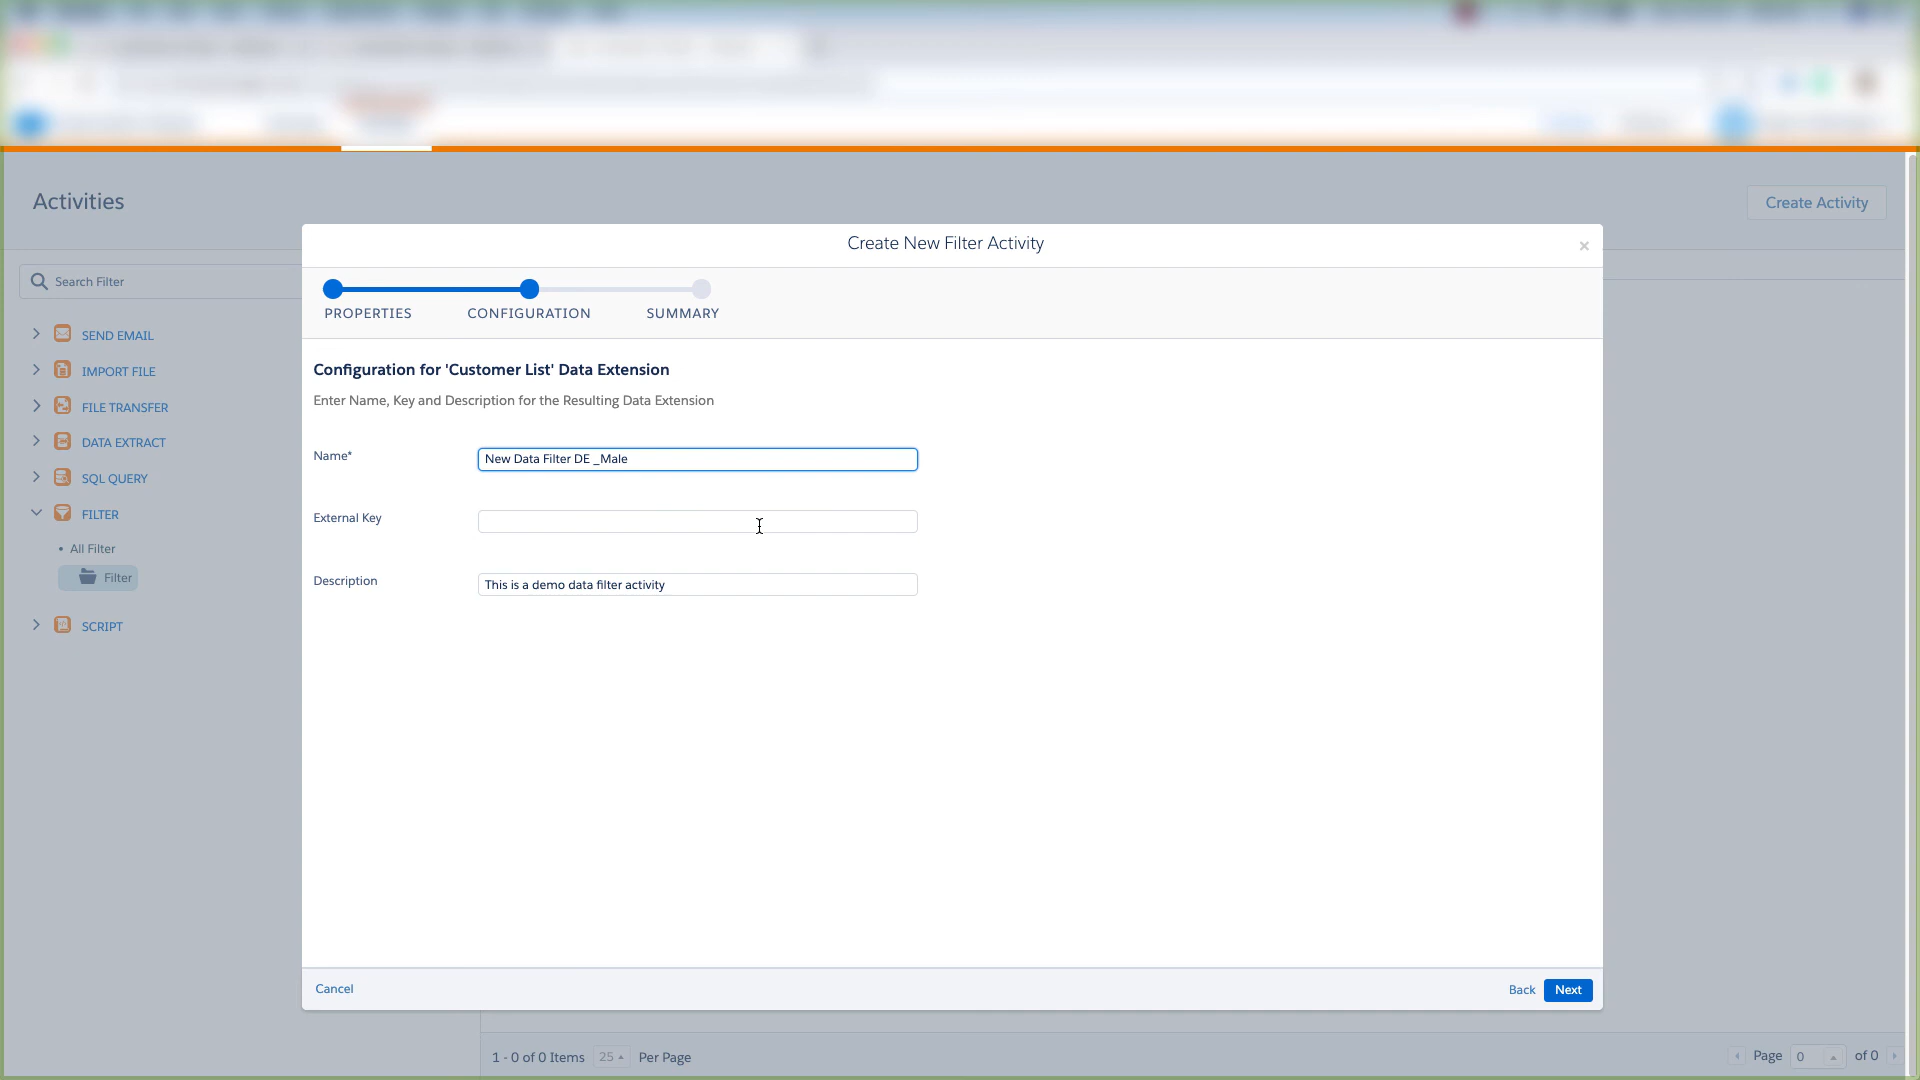 Activities
Create Activity
Create New Filter Activity
×
Search Filter
PROPERTIES
CONFIGURATION
SUMMARY
SEND EMAIL
IMPORT FILE
FILE TRANSFER
DATA EXTRACT
SQL QUERY
FILTER
• All Filter
Filter
SCRIPT
Configuration for 'Customer List' Data Extension
Enter Name, Key and Description for the Resulting Data Extension
Name*
New Data Filter DE _Male
External Key
Description
This is a demo data filter activity
Cancel
Back
Next
1 - 0 of 0 Items 25 Per Page
Page 0 of 0